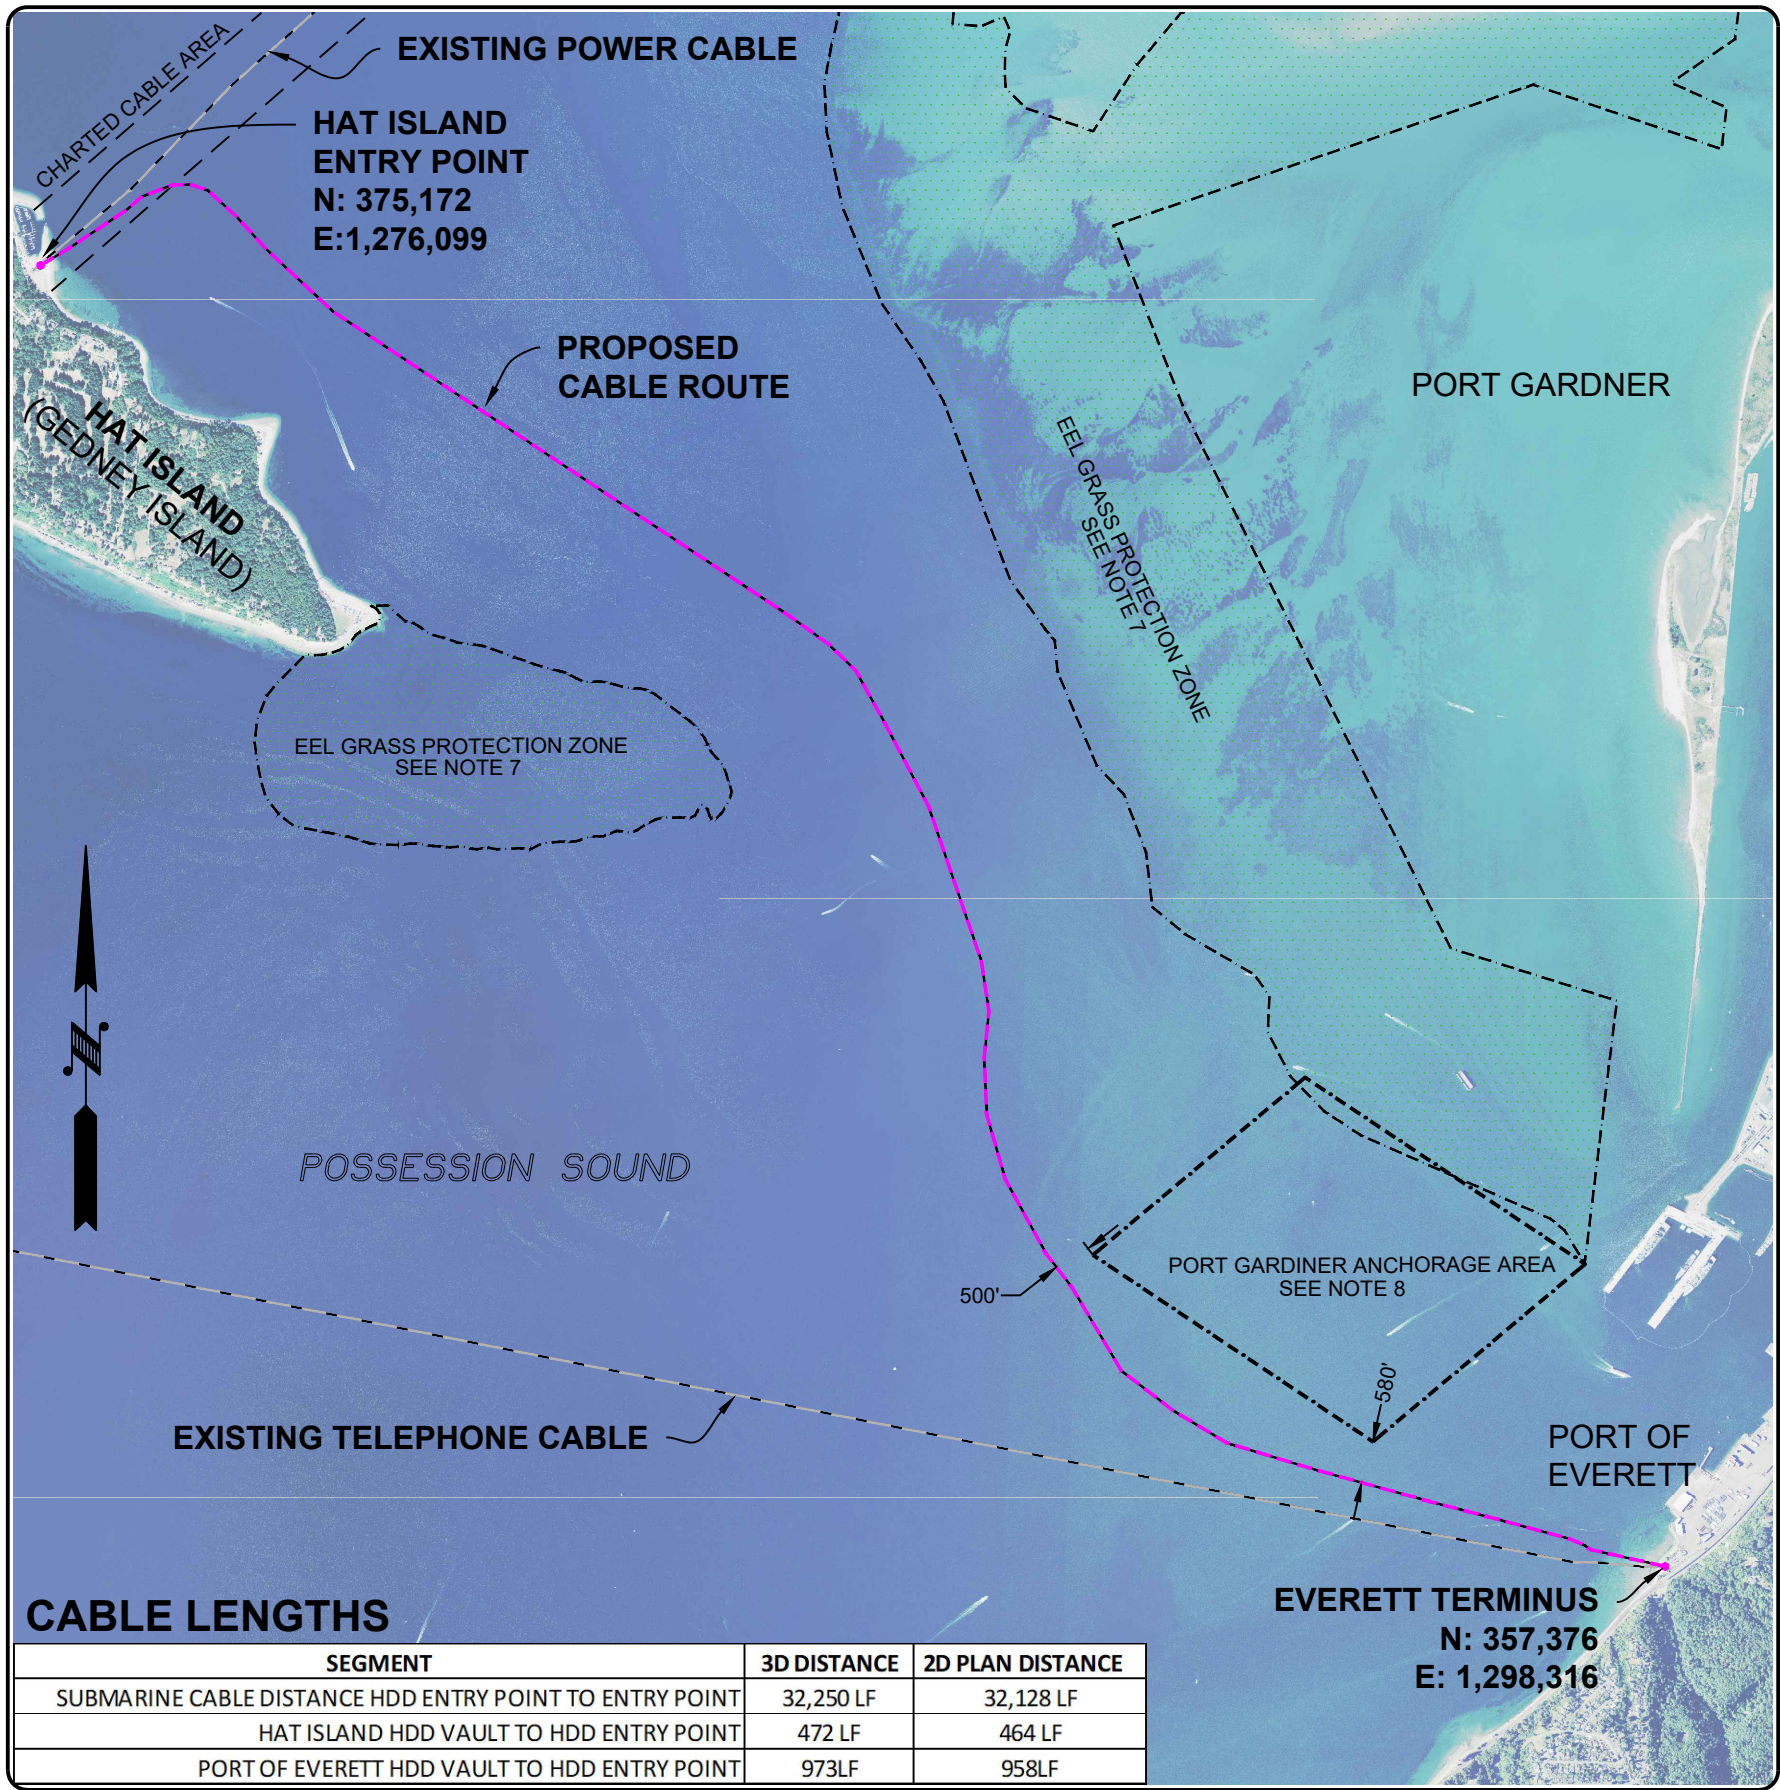 EXISTING POWER CABLE
CHARTED CABLE AREA
HAT ISLAND
ENTRY POINT
N: 375,172
E:1,276,099
PROPOSED
CABLE ROUTE
PORT GARDNER
HAT ISLAND
(GEDNEY ISLAND)
EEL GRASS PROTECTION ZONE
SEE NOTE 7
EEL GRASS PROTECTION ZONE
SEE NOTE 7
N
POSSESSION SOUND
PORT GARDINER ANCHORAGE AREA
SEE NOTE 8
500'
580'
EXISTING TELEPHONE CABLE
PORT OF
EVERETT
EVERETT TERMINUS
N: 357,376
E: 1,298,316
CABLE LENGTHS
SEGMENT 3D DISTANCE 2D PLAN DISTANCE
SUBMARINE CABLE DISTANCE HDD ENTRY POINT TO ENTRY POINT 32,250 LF 32,128 LF
HAT ISLAND HDD VAULT TO HDD ENTRY POINT 472 LF 464 LF
PORT OF EVERETT HDD VAULT TO HDD ENTRY POINT 973LF 958LF